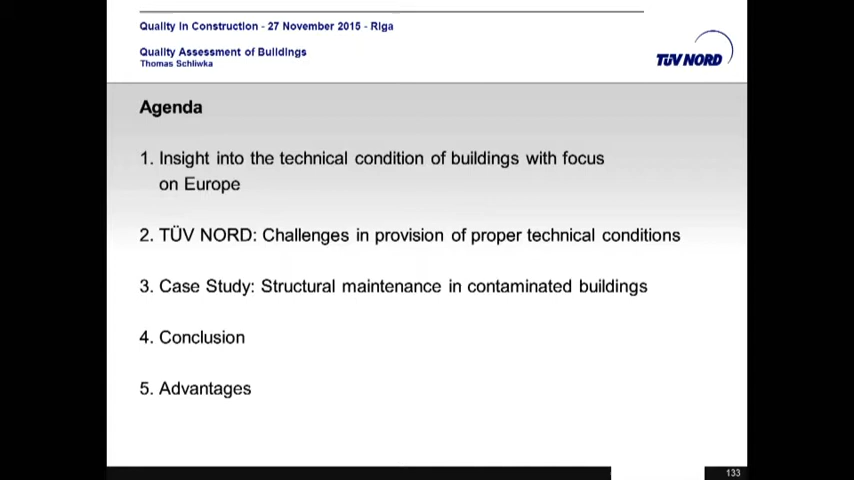 Quality in Construction - 27 November 2015 - Riga
Quality Assessment of Buildings
Thomas Schliwka
TÜV NORD
Agenda
1. Insight into the technical condition of buildings with focus
on Europe
2. TÜV NORD: Challenges in provision of proper technical conditions
3. Case Study: Structural maintenance in contaminated buildings
4. Conclusion
5. Advantages
133